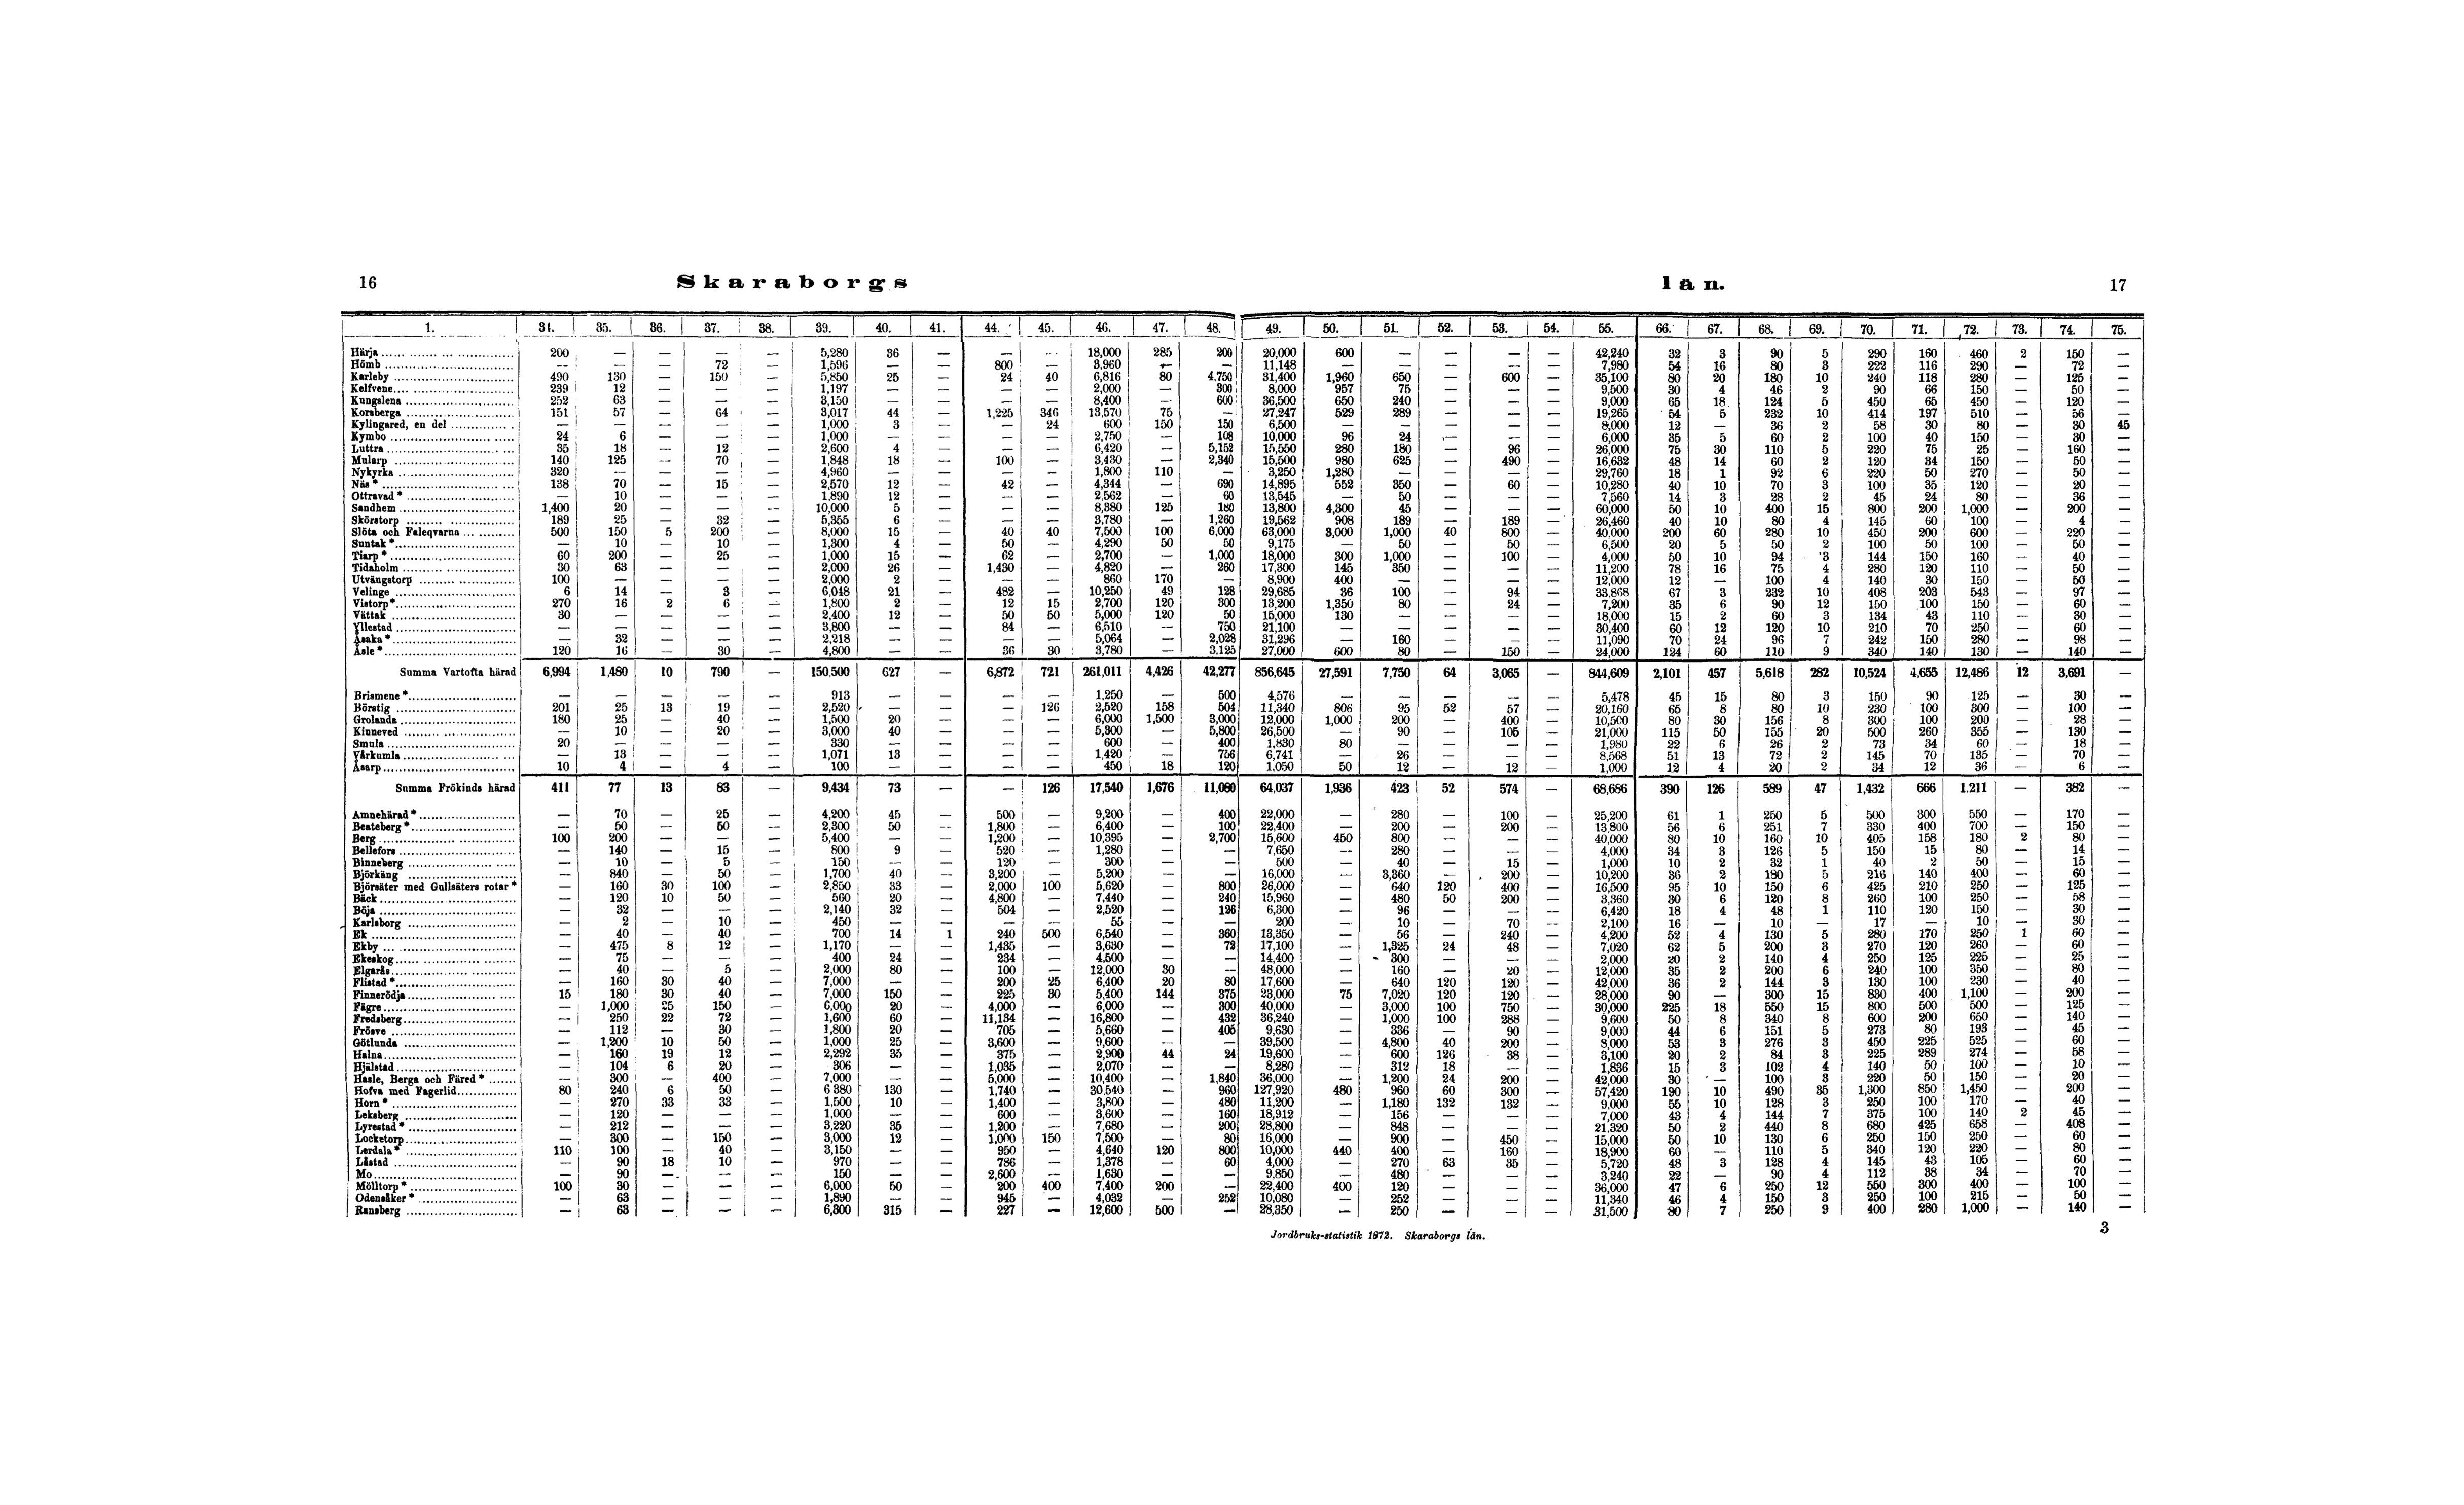 16 Skaraborgs län. 17
1. 34. 35. 36. 37. 38. 39. 40. 41. 44. 45. 46. 47. 48. 49. 50. 51. 52. 53. 54. 55. 66. 67. 68. 69. 70. 71. 72. 73. 74. 75.
Härja 200 — — — — 5,280 36 — — — 18,000 285 200 20,000 600 — — — — 42,240 32 3 90 5 290 160 460 2 150 —
Hömb — — — 72 — 1,596 — — 800 — 3,960 — — 11,148 — — — — — 7,980 54 16 80 3 222 116 290 — 72 —
Karleby 490 130 — 150 — 5,850 25 — 24 40 6,816 80 4,750 31,400 1,960 650 — 600 — 35,100 80 20 180 10 240 118 280 — 125 —
Kelfvene 239 12 — — — 1,197 — — — — 2,000 — 300 8,000 957 75 — — — 9,500 30 4 46 2 90 66 150 — 50 —
Kungslena 252 63 — — — 3,150 — — — — 8,400 — 600 36,500 650 240 — — — 9,000 65 18 124 5 450 65 450 — 120 —
Korsberga 151 57 — 64 — 3,017 44 — 1,225 346 13,570 75 — 27,247 529 289 — — — 19,265 54 5 232 10 414 197 510 — 56 —
Kylingared, en del — — — — — 1,000 3 — — 24 600 150 150 6,500 — — — — — 8,000 12 — 36 2 58 30 80 — 30 45
Kymbo 24 6 — — — 1,000 — — — — 2,750 — 108 10,000 96 24 — — — 6,000 35 5 60 2 100 40 150 — 30 —
Luttra 35 18 — 12 — 2,600 4 — — — 6,420 — 5,152 15,550 280 180 — 96 — 26,000 75 30 110 5 220 75 25 — 160 —
Mularp 140 125 — 70 — 1,848 18 — 100 — 3,430 — 2,340 15,500 980 625 — 490 — 16,632 48 14 60 2 120 34 150 — 50 —
Nykyrka 320 — — — — 4,960 — — — — 1,800 110 — 3,250 1,280 — — — — 29,760 18 1 92 6 220 50 270 — 50 —
Näs * 138 70 — 15 — 2,570 12 — 42 — 4,344 — 690 14,895 552 350 — 60 — 10,280 40 10 70 3 100 35 120 — 20 —
Ottravad * — 10 — — — 1,890 12 — — — 2,562 — 60 13,545 — 50 — — — 7,560 14 3 28 2 45 24 80 — 36 —
Sandhem 1,400 20 — — — 10,000 5 — — — 8,380 125 180 13,800 4,300 45 — — — 60,000 50 10 400 15 800 200 1,000 — 200 —
Skörstorp 189 25 — 32 — 5,355 6 — — — 3,780 — 1,260 19,562 908 189 — 189 — 26,460 40 10 80 4 145 60 100 — 4 —
Slöta och Faleqvarna 500 150 5 200 — 8,000 15 — 40 40 7,500 100 6,000 63,000 3,000 1,000 40 800 — 40,000 200 60 280 10 450 200 600 — 220 —
Suntak * — 10 — 10 — 1,300 4 — 50 — 4,290 50 50 9,175 — 50 — 50 — 6,500 20 5 50 2 100 50 100 — 50 —
Tiarp * 60 200 — 25 — 1,000 15 — 62 — 2,700 — 1,000 18,000 300 1,000 — 100 — 4,000 50 10 94 3 144 150 160 — 40 —
Tidaholm 30 63 — — — 2,000 26 — 1,430 — 4,820 — 260 17,300 145 350 — — — 11,200 78 16 75 4 280 120 110 — 50 —
Utvängstorp 100 — — — — 2,000 2 — — — 860 170 — 8,900 400 — — — — 12,000 12 — 100 4 140 30 150 — 50 —
Velinge 6 14 — 3 — 6,048 21 — 482 — 10,250 49 128 29,685 36 100 — 94 — 33,868 67 3 232 10 408 203 543 — 97 —
Vistorp * 270 16 2 6 — 1,800 2 — 12 15 2,700 120 300 13,200 1,350 80 — 24 — 7,200 35 6 90 12 150 100 150 — 60 —
Vättak 30 — — — — 2,400 12 — 50 50 5,000 120 50 15,000 130 — — — — 18,000 15 2 60 3 134 43 110 — 30 —
Yllestad — — — — — 3,800 — — 84 — 6,510 — 750 21,100 — — — — — 30,400 60 12 120 10 210 70 250 — 60 —
Åsaka * — 32 — — — 2,218 — — — — 5,064 — 2,028 31,296 — 160 — — — 11,090 70 24 96 7 242 150 280 — 98 —
Åsle * 120 16 — 30 — 4,800 — — 36 30 3,780 — 3,125 27,000 600 80 — 150 — 24,000 124 60 110 9 340 140 130 — 140 —
Summa Vartofta härad 6,994 1,480 10 790 — 150,500 627 — 6,872 721 261,011 4,426 42,277 856,645 27,591 7,750 64 3,065 — 844,609 2,101 457 5,618 282 10,524 4,655 12,486 12 3,691 —
Brismene * — — — — — 913 — — — — 1,250 — 500 4,576 — — — — — 5,478 45 15 80 3 150 90 125 — 30 —
Börstig 201 25 13 19 — 2,520 — — — 126 2,520 158 504 11,340 806 95 52 57 — 20,160 65 8 80 10 230 100 300 — 100 —
Grolanda 180 25 — 40 — 1,500 20 — — — 6,000 1,500 3,000 12,000 1,000 200 — 400 — 10,500 80 30 156 8 300 100 200 — 28 —
Kinneved — 10 — 20 — 3,000 40 — — — 5,300 — 5,800 26,500 — 90 — 105 — 21,000 115 50 155 20 500 260 355 — 130 —
Smula 20 — — — — 330 — — — — 600 — 400 1,830 80 — — — — 1,980 22 6 26 2 73 34 60 — 18 —
Vårkumla — 13 — — — 1,071 13 — — — 1,420 — 756 6,741 — 26 — — — 8,568 51 13 72 2 145 70 135 — 70 —
Åsarp 10 4 — 4 — 100 — — — — 450 18 120 1,050 50 12 — 12 — 1,000 12 4 20 2 34 12 36 — 6 —
Summa Frökinds härad 411 77 13 83 — 9,434 73 — — 126 17,540 1,676 11,080 64,037 1,936 423 52 574 — 68,686 390 126 589 47 1,432 666 1,211 — 382 —
Amnehärad * — 70 — 25 — 4,200 45 — 500 — 9,200 — 400 22,000 — 280 — 100 — 25,200 61 1 250 5 500 300 550 — 170 —
Beateberg * — 50 — 50 — 2,300 50 — 1,800 — 6,400 — 100 22,400 — 200 — 200 — 13,800 56 6 251 7 330 400 700 — 150 —
Berg 100 200 — — — 5,400 — — 1,200 — 10,395 — 2,700 15,600 450 800 — — — 40,000 80 10 160 10 405 158 180 2 80 —
Bellefors — 140 — 15 — 800 9 — 520 — 1,280 — — 7,650 — 280 — — — 4,000 34 3 126 5 150 15 80 — 14 —
Binneberg — 10 — 5 — 150 — — 120 — 300 — — 500 — 40 — 15 — 1,000 10 2 32 1 40 2 50 — 15 —
Björkäng — 840 — 50 — 1,700 40 — 3,200 — 5,200 — — 16,000 — 3,360 — 200 — 10,200 36 2 180 5 216 140 400 — 60 —
Björsäter med Gullsäters rotar * — 160 30 100 — 2,850 33 — 2,000 100 5,620 — 800 26,000 — 640 120 400 — 16,500 95 10 150 6 425 210 250 — 125 —
Bäck — 120 10 50 — 560 20 — 4,800 — 7,440 — 240 15,960 — 480 50 200 — 3,360 30 6 120 8 260 100 250 — 58 —
Böja — 32 — — — 2,140 32 — 504 — 2,520 — 126 6,300 — 96 — — — 6,420 18 4 48 1 110 120 150 — 30 —
Karlsborg — 2 — 10 — 450 — — — — 55 — — 200 — 10 — 70 — 2,100 16 — 10 — 17 — 10 — 30 —
Ek — 40 — 40 — 700 14 1 240 500 6,540 — 360 13,350 — 56 — 240 — 4,200 52 4 130 5 280 170 250 1 60 —
Ekby — 475 8 12 — 1,170 — — 1,435 — 3,630 — 72 17,100 — 1,325 24 48 — 7,020 62 5 200 3 270 120 260 — 60 —
Ekeskog — 75 — — — 400 24 — 234 — 4,500 — — 14,400 — 300 — — — 2,000 20 2 140 4 250 125 225 — 25 —
Elgarås — 40 — 5 — 2,000 80 — 100 — 12,000 30 — 48,000 — 160 — 20 — 12,000 35 2 200 6 240 100 350 — 80 —
Flistad * — 160 30 40 — 7,000 — — 200 25 6,400 20 80 17,600 — 640 120 120 — 42,000 36 2 144 3 130 100 230 — 40 —
Finnerödja 15 180 30 40 — 7,000 150 — 225 30 5,400 144 375 23,000 75 7,020 120 120 — 28,000 90 — 300 15 830 400 1,100 — 200 —
Fägre — 1,000 25 150 — 6,000 20 — 4,000 — 6,000 — 300 40,000 — 3,000 100 750 — 30,000 225 18 550 15 800 500 500 — 125 —
Fredsberg — 250 22 72 — 1,600 60 — 11,134 — 16,800 — 432 36,240 — 1,000 100 288 — 9,600 50 8 340 8 600 200 650 — 140 —
Frösve — 112 — 30 — 1,800 20 — 705 — 5,660 — 405 9,630 — 336 — 90 — 9,000 44 6 151 5 273 80 193 — 45 —
Götlunda — 1,200 10 50 — 1,000 25 — 3,600 — 9,600 — — 39,500 — 4,800 40 200 — 8,000 53 3 276 3 450 225 525 — 60 —
Halna — 160 19 12 — 2,292 35 — 375 — 2,900 44 24 19,600 — 600 126 38 — 3,100 20 2 84 3 225 289 274 — 58 —
Hjälstad — 104 6 20 — 306 — — 1,035 — 2,070 — — 8,280 — 312 18 — — 1,836 15 3 102 4 140 50 100 — 10 —
Hasle, Berga och Färed * — 300 — 400 — 7,000 — — 5,000 — 10,400 — 1,840 36,000 — 1,200 24 200 — 42,000 30 — 100 3 220 50 150 — 20 —
Hofva med Fagerlid 80 240 6 50 — 6,380 130 — 1,740 — 30,540 — 960 127,920 480 960 60 300 — 57,420 190 10 490 35 1,300 850 1,450 — 200 —
Horn * — 270 33 33 — 1,500 10 — 1,400 — 3,800 — 480 11,200 — 1,180 132 132 — 9,000 55 10 128 3 250 100 170 — 40 —
Leksberg — 120 — — — 1,000 — — 600 — 3,600 — 160 18,912 — 156 — — — 7,000 43 4 144 7 375 100 140 2 45 —
Lyrestad * — 212 — — — 3,220 35 — 1,200 — 7,680 — 200 28,800 — 848 — — — 21,320 50 2 440 8 680 425 658 — 408 —
Locketorp — 300 — 150 — 3,000 12 — 1,000 150 7,500 — 80 16,000 — 900 — 450 — 15,000 50 10 130 6 250 150 250 — 60 —
Lerdala * 110 100 — 40 — 3,150 — — 950 — 4,640 120 800 10,000 440 400 — 160 — 18,900 60 — 110 5 340 120 220 — 80 —
Låstad — 90 18 10 — 970 — — 786 — 1,378 — 60 4,000 — 270 63 35 — 5,720 48 3 128 4 145 43 105 — 60 —
Mo — 90 — — — 150 — — 2,600 — 1,630 — — 9,850 — 480 — — — 3,240 22 — 90 4 112 38 34 — 70 —
Mölltorp * 100 30 — — — 6,000 50 — 200 400 7,400 200 — 22,400 400 120 — — — 36,000 47 6 250 12 550 300 400 — 100 —
Odensåker * — 63 — — — 1,890 — — 945 — 4,032 — 252 10,080 — 252 — — — 11,340 46 4 150 3 250 100 215 — 50 —
Ransberg — 63 — — — 6,300 315 — 227 — 12,600 500 — 28,350 — 250 — — — 31,500 80 7 250 9 400 280 1,000 — 140 —
Jordbruks-statistik 1872. Skaraborgs län. 3